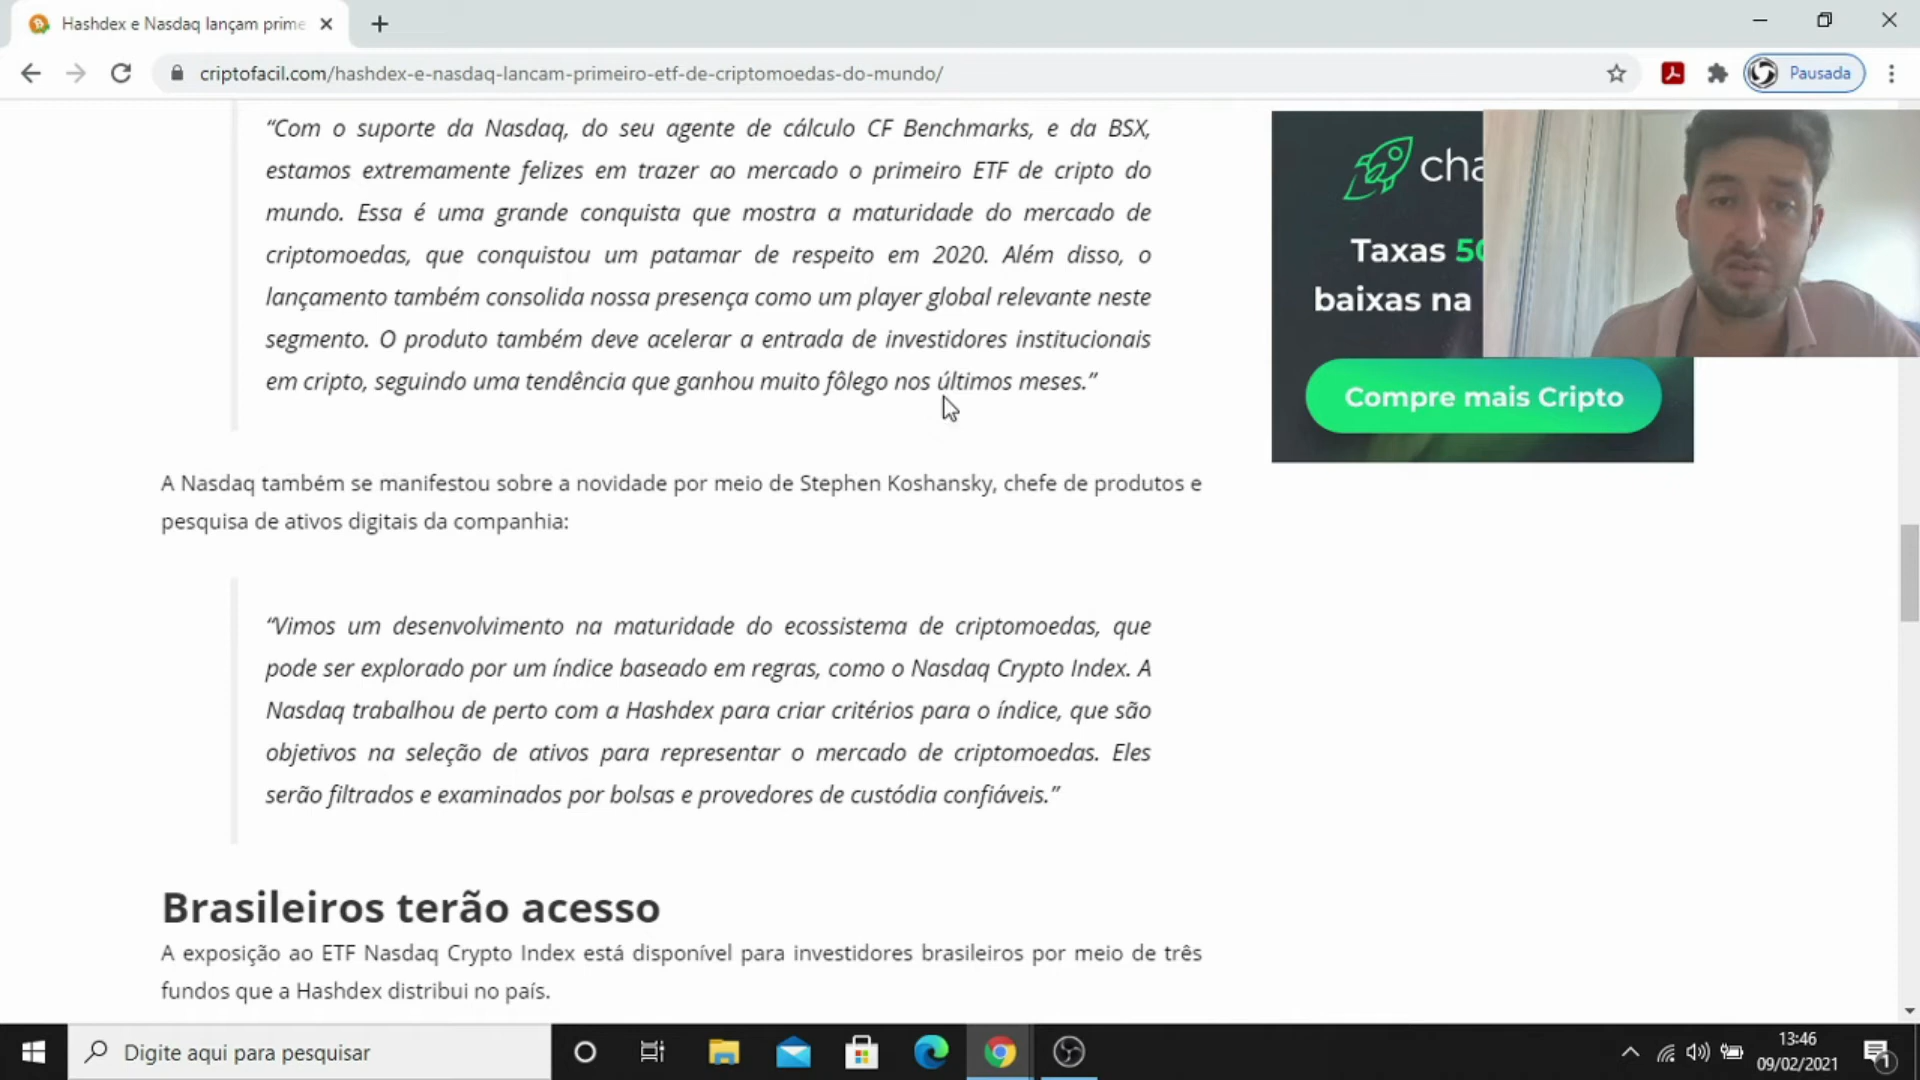 Hashdex e Nasdaq lançam prime
criptofacil.com/hashdex-e-nasdaq-lancam-primeiro-etf-de-criptomoedas-do-mundo/
Pausada
“Com o suporte da Nasdaq, do seu agente de cálculo CF Benchmarks, e da BSX,
estamos extremamente felizes em trazer ao mercado o primeiro ETF de cripto do
mundo. Essa é uma grande conquista que mostra a maturidade do mercado de
criptomoedas, que conquistou um patamar de respeito em 2020. Além disso, o
lançamento também consolida nossa presença como um player global relevante neste
segmento. O produto também deve acelerar a entrada de investidores institucionais
em cripto, seguindo uma tendência que ganhou muito fôlego nos últimos meses.”
A Nasdaq também se manifestou sobre a novidade por meio de Stephen Koshansky, chefe de produtos e
pesquisa de ativos digitais da companhia:
“Vimos um desenvolvimento na maturidade do ecossistema de criptomoedas, que
pode ser explorado por um índice baseado em regras, como o Nasdaq Crypto Index. A
Nasdaq trabalhou de perto com a Hashdex para criar critérios para o índice, que são
objetivos na seleção de ativos para representar o mercado de criptomoedas. Eles
serão filtrados e examinados por bolsas e provedores de custódia confiáveis.”
Brasileiros terão acesso
A exposição ao ETF Nasdaq Crypto Index está disponível para investidores brasileiros por meio de três
fundos que a Hashdex distribui no país.
cha
Taxas 50
baixas na
Compre mais Cripto
Digite aqui para pesquisar
13:46
09/02/2021
1